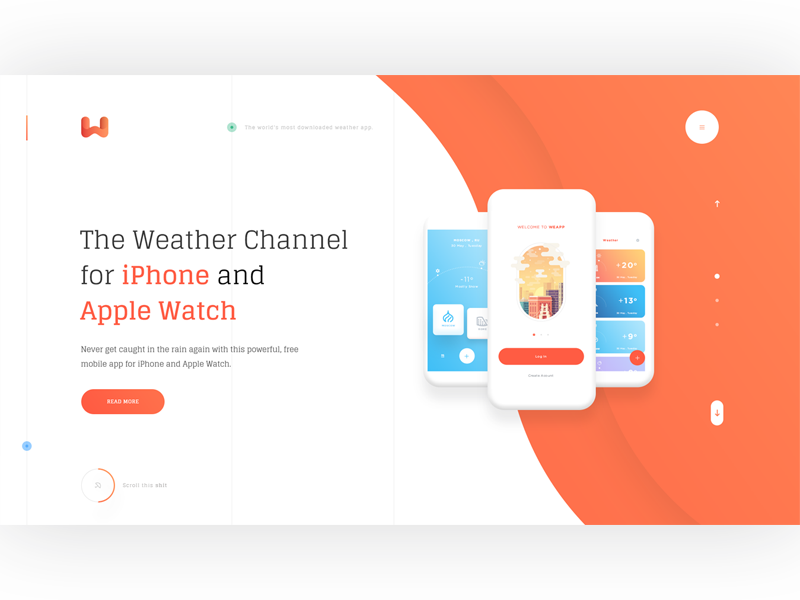 The world's most downloaded weather app.
The Weather Channel
for iPhone and
Apple Watch
Never get caught in the rain again with this powerful, free
mobile app for iPhone and Apple Watch.
READ MORE
Scroll this shit
WELCOME TO WEAPP
Log In
Create Account
-11°
Weather
+20°
+13°
+9°